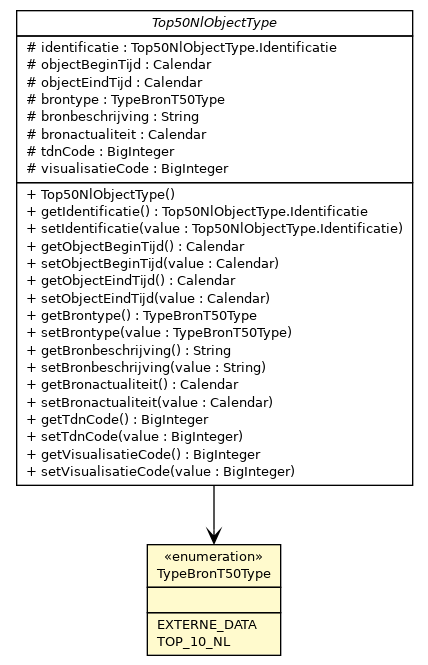 Top50NlObjectType
# identificatie : Top50NlObjectType.Identificatie
# objectBeginTijd : Calendar
# objectEindTijd : Calendar
# brontype : TypeBronT50Type
# bronbeschrijving : String
# bronactualiteit : Calendar
# tdnCode : BigInteger
# visualisatieCode : BigInteger
+ Top50NlObjectType()
+ getIdentificatie() : Top50NlObjectType.Identificatie
+ setIdentificatie(value : Top50NlObjectType.Identificatie)
+ getObjectBeginTijd() : Calendar
+ setObjectBeginTijd(value : Calendar)
+ getObjectEindTijd() : Calendar
+ setObjectEindTijd(value : Calendar)
+ getBrontype() : TypeBronT50Type
+ setBrontype(value : TypeBronT50Type)
+ getBronbeschrijving() : String
+ setBronbeschrijving(value : String)
+ getBronactualiteit() : Calendar
+ setBronactualiteit(value : Calendar)
+ getTdnCode() : BigInteger
+ setTdnCode(value : BigInteger)
+ getVisualisatieCode() : BigInteger
+ setVisualisatieCode(value : BigInteger)
«enumeration»
TypeBronT50Type
EXTERNE_DATA
TOP_10_NL